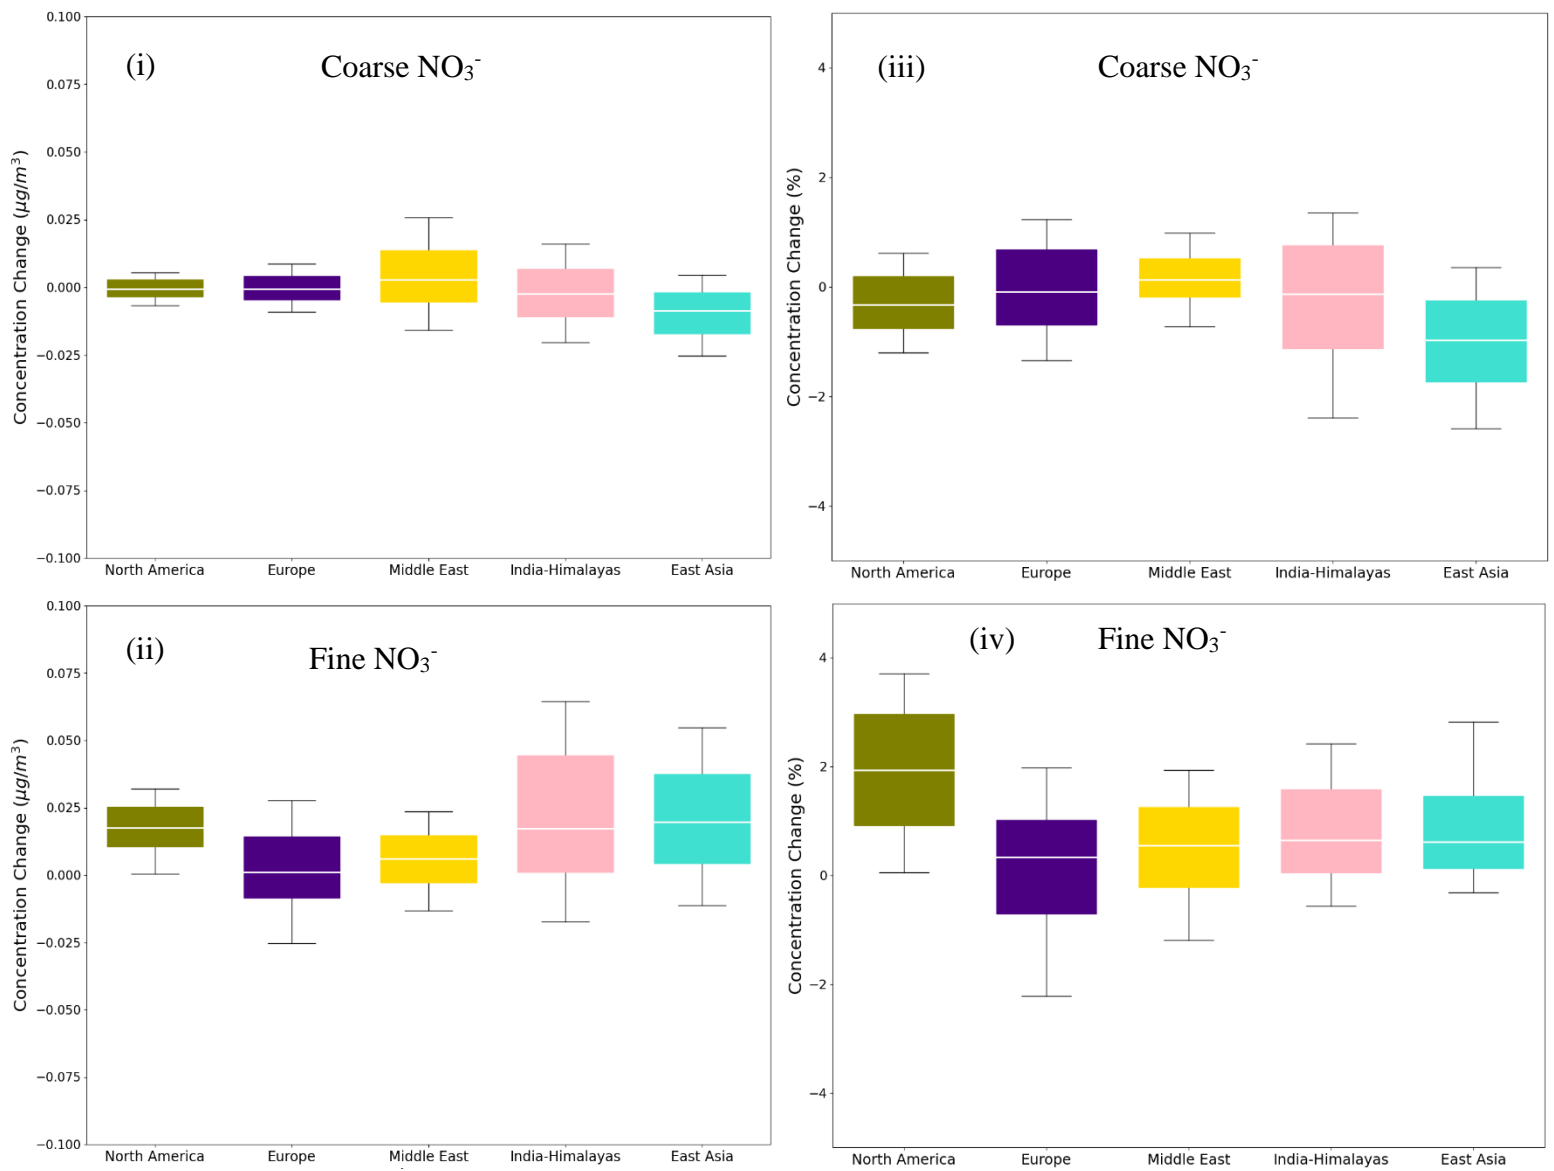 (i) Coarse NO₃⁻
0.100
0.075
0.050
0.025
0.000
−0.025
−0.050
−0.075
−0.100
Concentration Change (μg/m³)
North America Europe Middle East India-Himalayas East Asia
(iii) Coarse NO₃⁻
4
2
0
−2
−4
Concentration Change (%)
North America Europe Middle East India-Himalayas East Asia
(ii) Fine NO₃⁻
0.100
0.075
0.050
0.025
0.000
−0.025
−0.050
−0.075
−0.100
Concentration Change (μg/m³)
North America Europe Middle East India-Himalayas East Asia
(iv) Fine NO₃⁻
4
2
0
−2
−4
Concentration Change (%)
North America Europe Middle East India-Himalayas East Asia